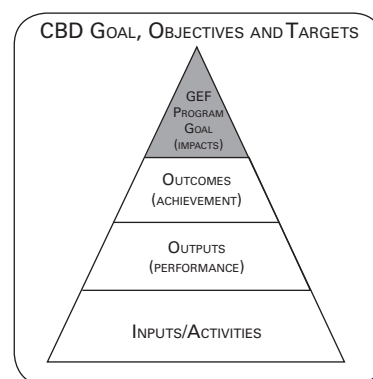 CBD GOAL, OBJECTIVES AND TARGETS
GEF
PROGRAM
GOAL
(IMPACTS)
OUTCOMES
(ACHIEVEMENT)
OUTPUTS
(PERFORMANCE)
INPUTS/ACTIVITIES